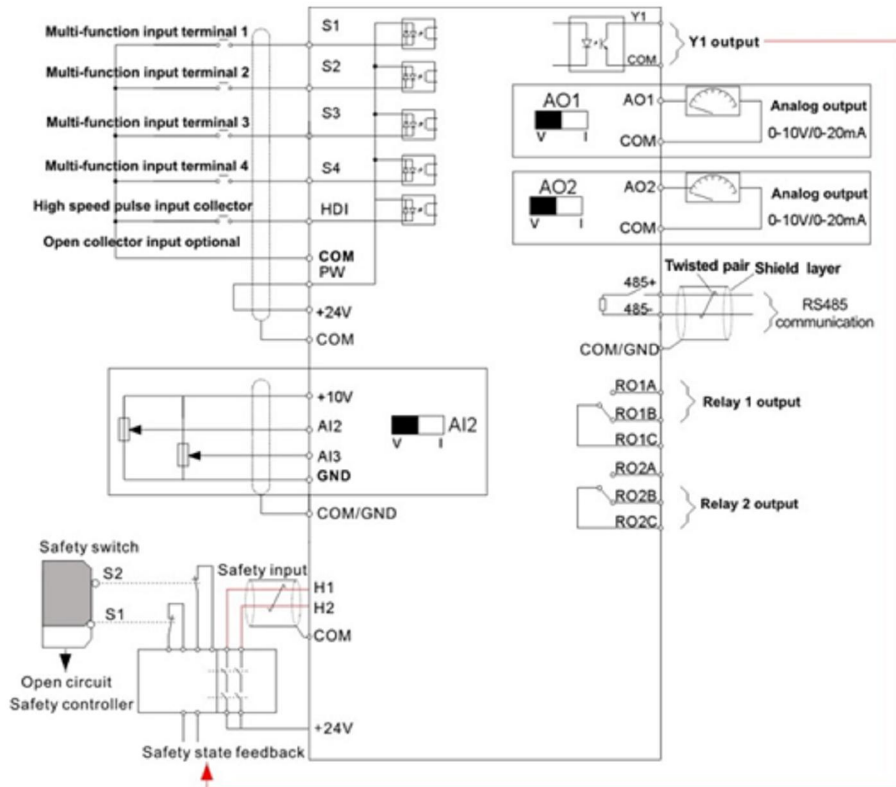 Multi-function input terminal 1
S1
Multi-function input terminal 2
S2
Multi-function input terminal 3
S3
Multi-function input terminal 4
S4
High speed pulse input collector
HDI
Open collector input optional
COM
PW
+24V
COM
+10V
AI2
AI3
GND
AI2
V I
COM/GND
Safety switch
S2
S1
Safety input
H1
H2
COM
Open circuit
Safety controller
+24V
Safety state feedback
Y1
COM
Y1 output
AO1
V I
AO1
COM
Analog output
0-10V/0-20mA
AO2
V I
AO2
COM
Analog output
0-10V/0-20mA
Twisted pair Shield layer
485+
485-
RS485
communication
COM/GND
RO1A
RO1B
RO1C
Relay 1 output
RO2A
RO2B
RO2C
Relay 2 output